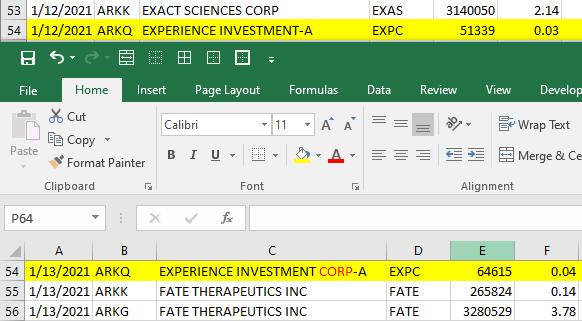 53 1/12/2021 ARKK EXACT SCIENCES CORP EXAS 3140050 2.14
54 1/12/2021 ARKQ EXPERIENCE INVESTMENT-A EXPC 51339 0.03
File Home Insert Page Layout Formulas Data Review View Dev
Calibri 11 A A Wrap Text
Cut
Copy
Paste Format Painter
B I U A Merge & Ce
Clipboard Font Alignment
P64 fx
A B C D E F
54 1/13/2021 ARKQ EXPERIENCE INVESTMENT CORP-A EXPC 64615 0.04
55 1/13/2021 ARKK FATE THERAPEUTICS INC FATE 265824 0.14
56 1/13/2021 ARKG FATE THERAPEUTICS INC FATE 3280529 3.78